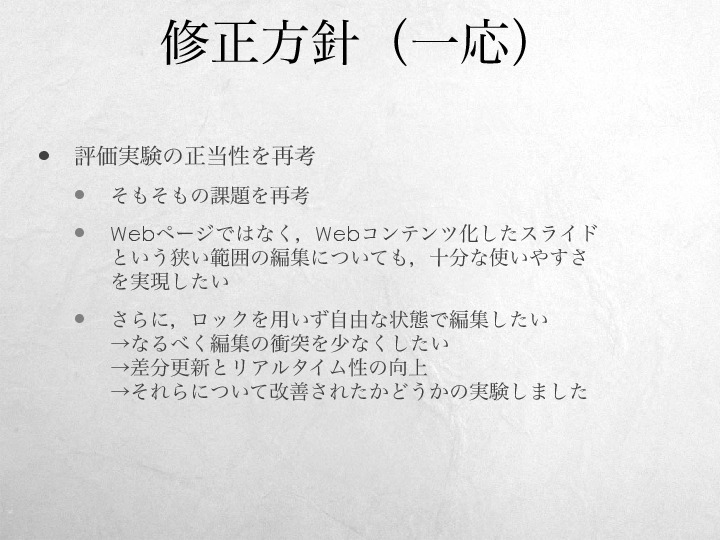 修正方針（一応）
• 評価実験の正当性を再考
• そもそもの課題を再考
• Webページではなく，Webコンテンツ化したスライド
という狭い範囲の編集についても，十分な使いやすさ
を実現したい
• さらに，ロックを用いず自由な状態で編集したい
→なるべく編集の衝突を少なくしたい
→差分更新とリアルタイム性の向上
→それらについて改善されたかどうかの実験しました